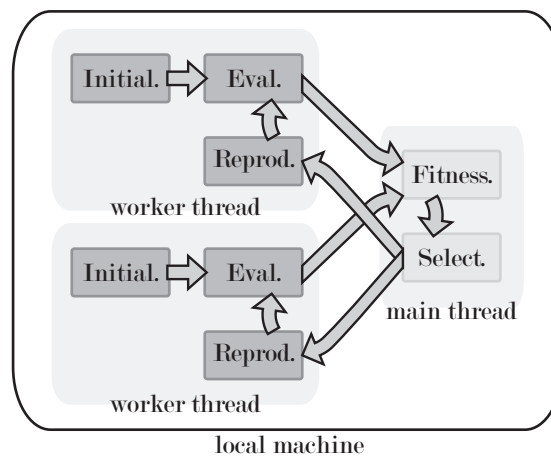 Initial.
Eval.
Reprod.
worker thread
Fitness.
Select.
main thread
Initial.
Eval.
Reprod.
worker thread
local machine